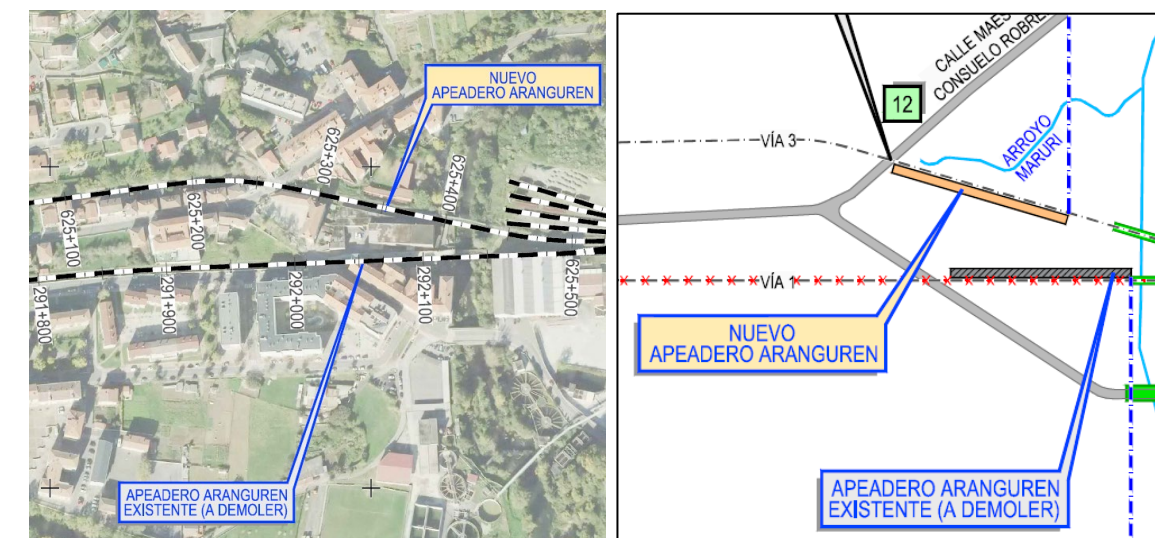 NUEVO
APEADERO ARANGUREN
625+100
625+200
625+300
625+400
625+500
291+800
291+900
292+000
292+100
APEADERO ARANGUREN
EXISTENTE (A DEMOLER)
CALLE MAES
CONSUELO ROBRE
12
VÍA 3
ARROYO
MARURI
VÍA 1
NUEVO
APEADERO ARANGUREN
APEADERO ARANGUREN
EXISTENTE (A DEMOLER)